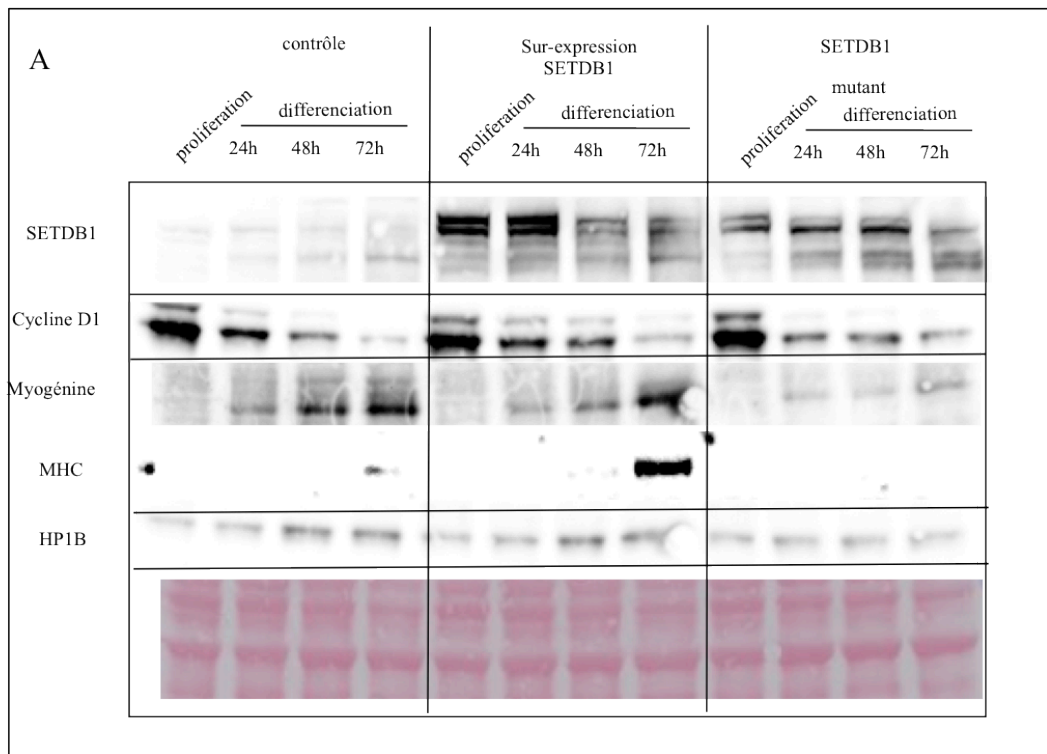 A
contrôle
Sur-expression
SETDB1
SETDB1
mutant
proliferation
differenciation
24h 48h 72h
proliferation
differenciation
24h 48h 72h
proliferation
differenciation
24h 48h 72h
SETDB1
Cycline D1
Myogénine
MHC
HP1B